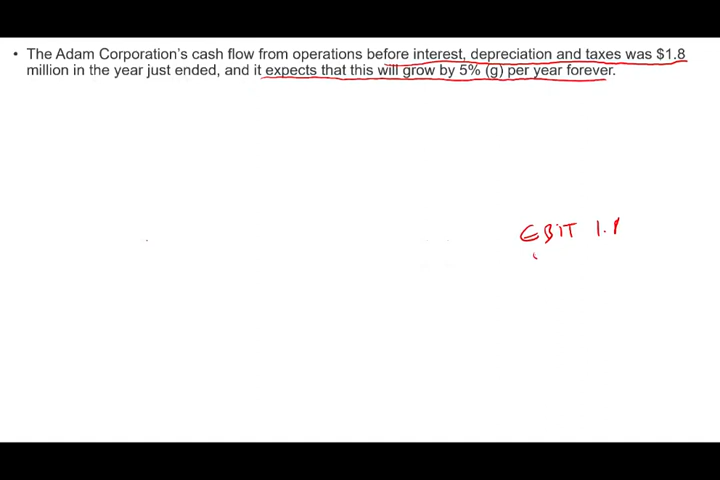 • The Adam Corporation's cash flow from operations before interest, depreciation and taxes was $1.8
million in the year just ended, and it expects that this will grow by 5% (g) per year forever.
EBIT 1.